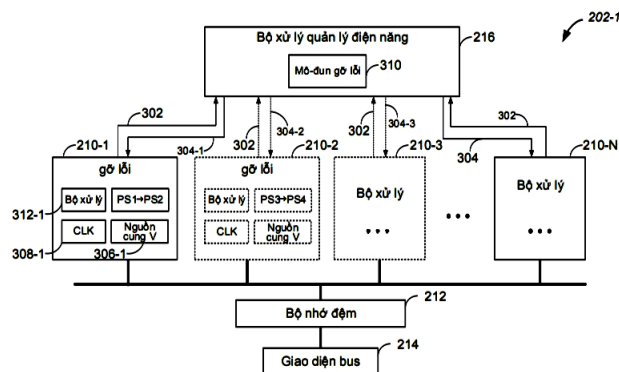 202-1
Bộ xử lý quản lý điện năng
216
Mô-đun gỡ lỗi
310
302
304-1
302
304-2
302
304-3
302
304
210-1
gỡ lỗi
312-1
Bộ xử lý
PS1→PS2
308-1
CLK
Nguồn cung V
306-1
gỡ lỗi
210-2
Bộ xử lý
PS3→PS4
CLK
Nguồn cung V
210-3
Bộ xử lý
...
...
210-N
Bộ xử lý
...
Bộ nhớ đệm
212
Giao diện bus
214